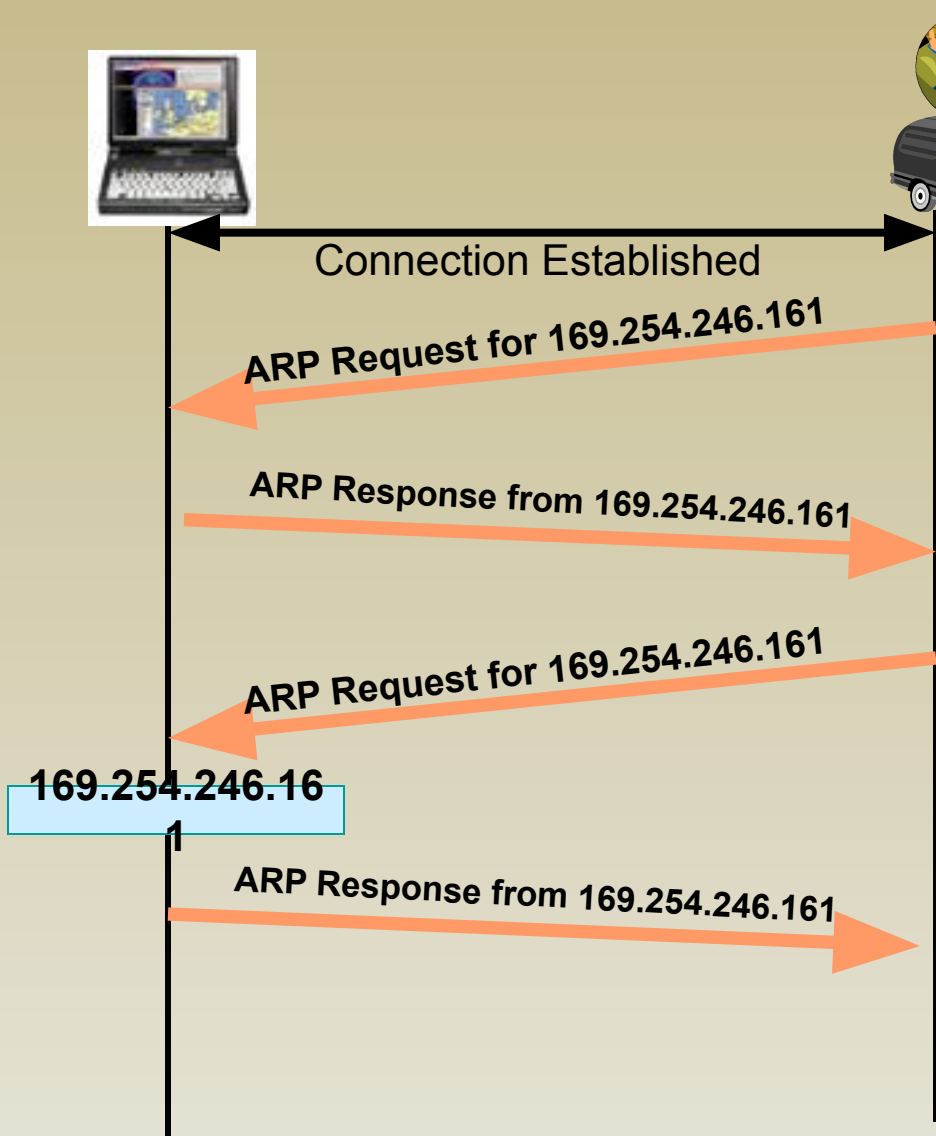 Connection Established
ARP Request for 169.254.246.161
ARP Response from 169.254.246.161
ARP Request for 169.254.246.161
169.254.246.16
1
ARP Response from 169.254.246.161